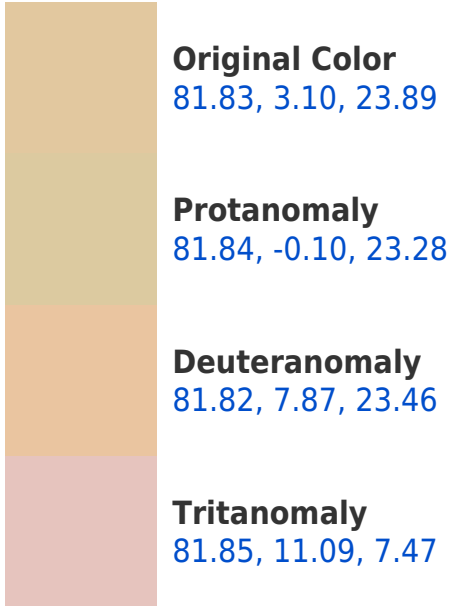 Original Color
81.83, 3.10, 23.89
Protanomaly
81.84, -0.10, 23.28
Deuteranomaly
81.82, 7.87, 23.46
Tritanomaly
81.85, 11.09, 7.47